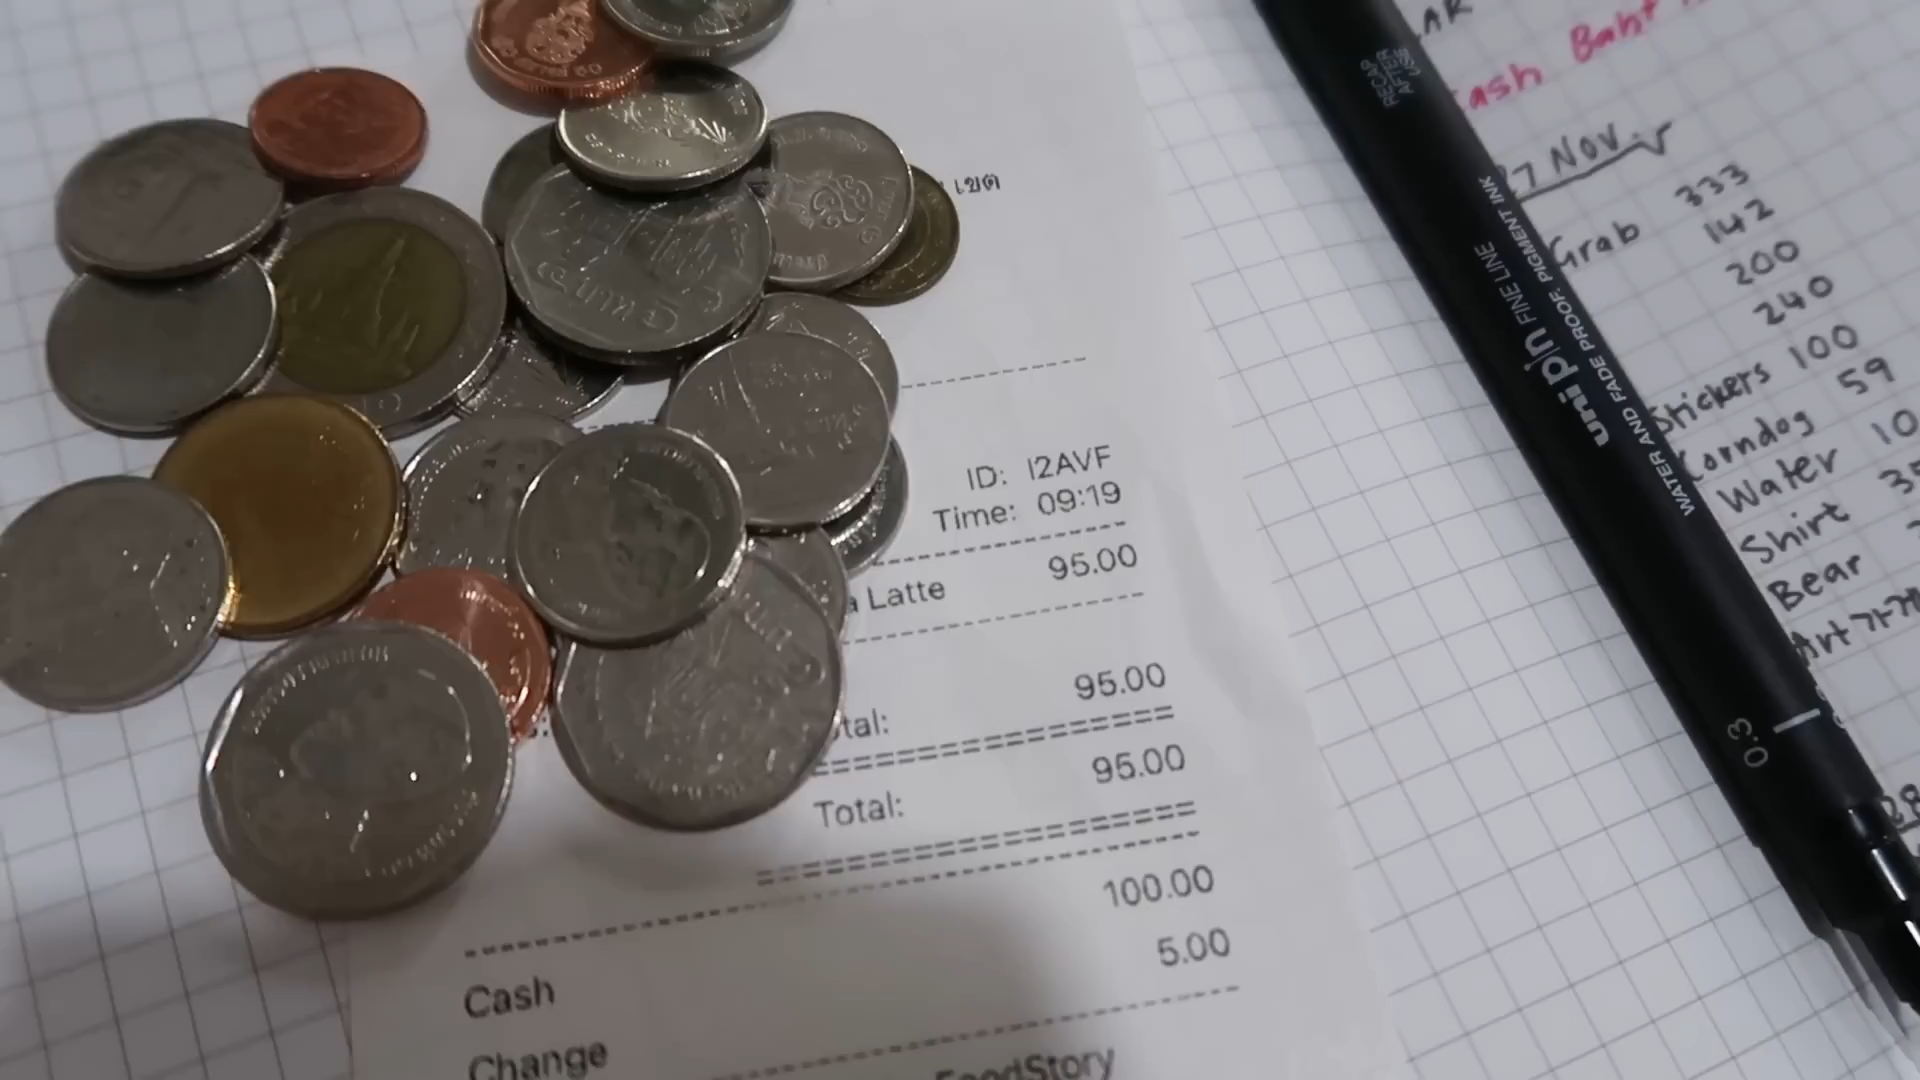 เขต
ID: I2AVF
Time: 09:19
Latte 95.00
95.00
Total: 95.00
Cash 100.00
Change 5.00
FoodStory
RECAP
AFTER
USE
uni pin FINE LINE
WATER AND FADE PROOF, PIGMENT INK
0.3
Baht
27 Nov
Grab 333
142
200
240
Stickers 100
Corndog 59
Water 10
Shirt
Bear
Art